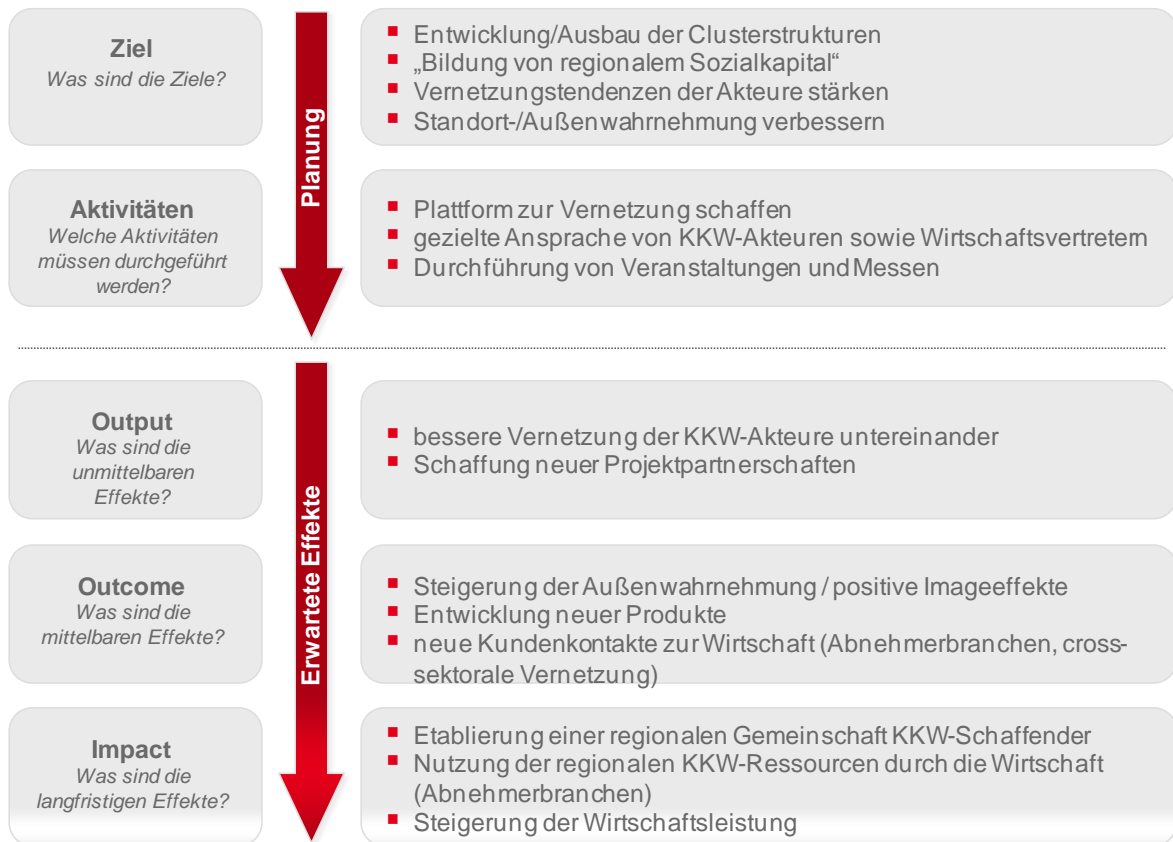 Ziel
Was sind die Ziele?
Entwicklung/Ausbau der Clusterstrukturen
„Bildung von regionalem Sozialkapital“
Vernetzungstendenzen der Akteure stärken
Standort-/Außenwahrnehmung verbessern
Planung
Aktivitäten
Welche Aktivitäten
müssen durchgeführt
werden?
Plattform zur Vernetzung schaffen
gezielte Ansprache von KKW-Akteuren sowie Wirtschaftsvertretern
Durchführung von Veranstaltungen und Messen
Output
Was sind die
unmittelbaren
Effekte?
bessere Vernetzung der KKW-Akteure untereinander
Schaffung neuer Projektpartnerschaften
Erwartete Effekte
Outcome
Was sind die
mittelbaren Effekte?
Steigerung der Außenwahrnehmung / positive Imageeffekte
Entwicklung neuer Produkte
neue Kundenkontakte zur Wirtschaft (Abnehmerbranchen, cross-
sektorale Vernetzung)
Impact
Was sind die
langfristigen Effekte?
Etablierung einer regionalen Gemeinschaft KKW-Schaffender
Nutzung der regionalen KKW-Ressourcen durch die Wirtschaft
(Abnehmerbranchen)
Steigerung der Wirtschaftsleistung